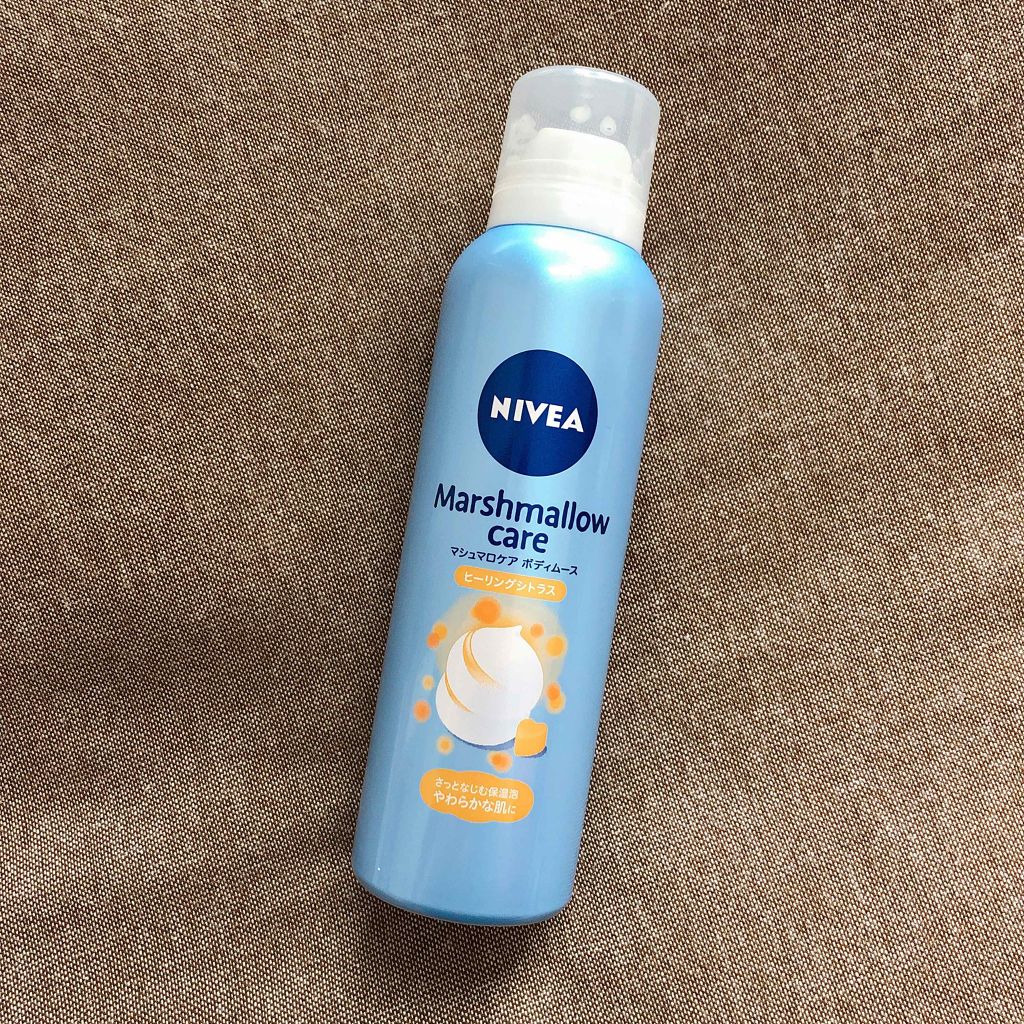 NIVEA
Marshmallow
care
マシュマロケア ボディムース
ヒーリングシトラス
さっとなじむ保湿泡
やわらかな肌に